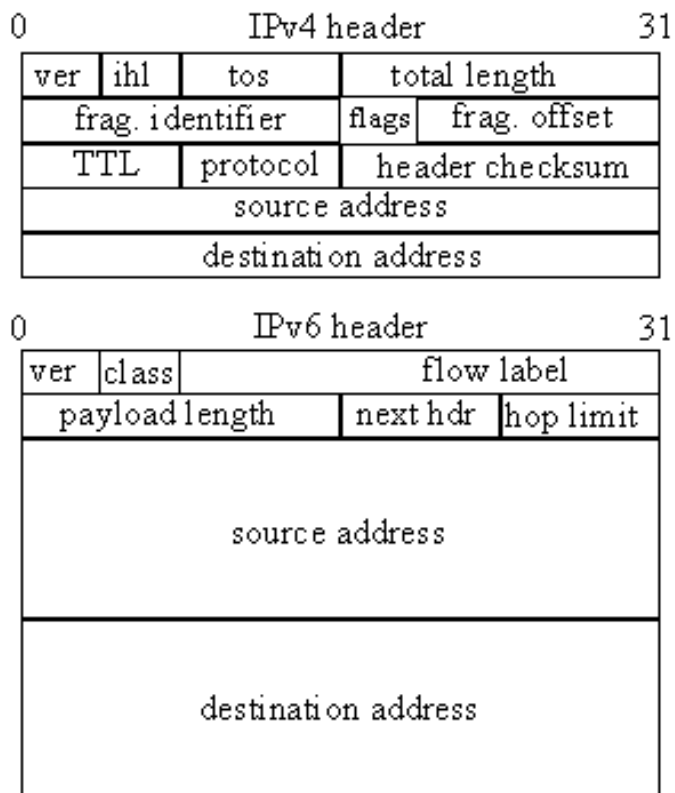 0 IPv4 header 31
ver ihl tos total length
frag. identifier flags frag. offset
TTL protocol header checksum
source address
destination address
0 IPv6 header 31
ver class flow label
payload length next hdr hop limit
source address
destination address